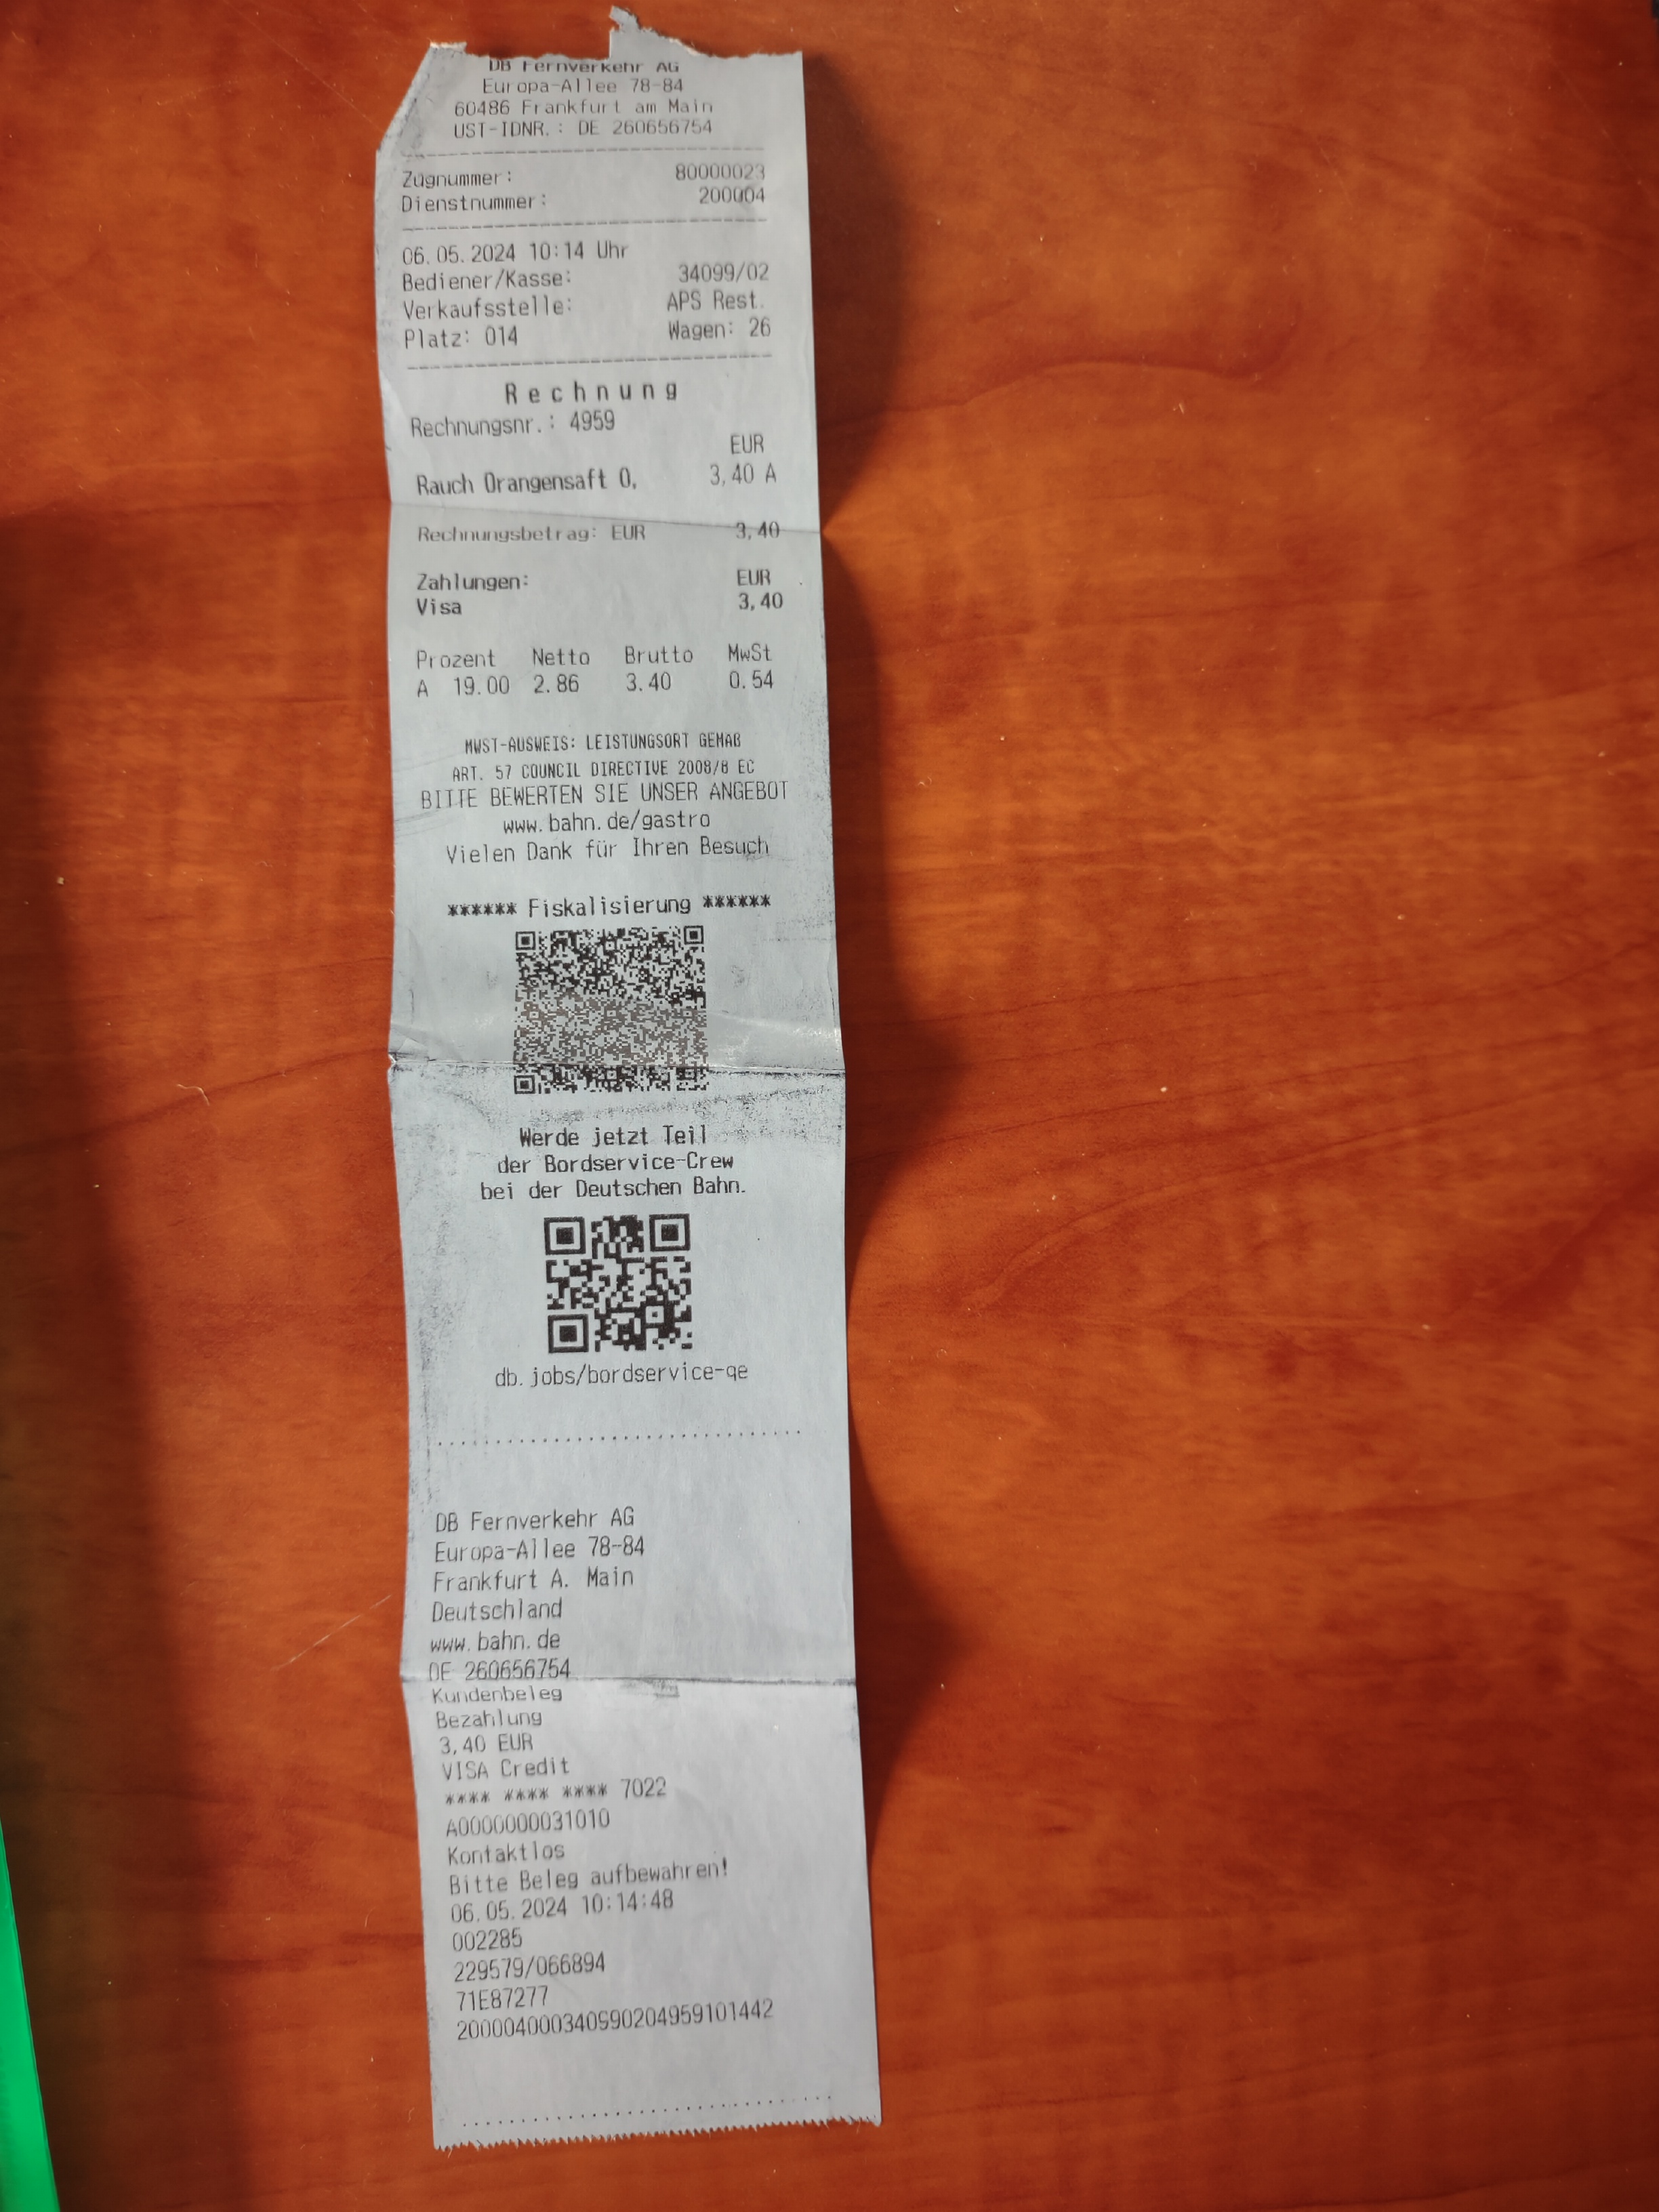 DB Fernverkehr AG
Europa-Allee 78-84
60486 Frankfurt am Main
UST-IDNR.: DE 260656754
Zugnummer: 80000023
Dienstnummer: 200004
06.05.2024 10:14 Uhr
Bediener/Kasse: 34099/02
Verkaufsstelle: APS Rest.
Platz: 014 Wagen: 26
Rechnung
Rechnungsnr.: 4959
EUR
Rauch Orangensaft 0, 3,40 A
Rechnungsbetrag: EUR 3,40
Zahlungen: EUR
Visa 3,40
Prozent Netto Brutto MwSt
A 19.00 2.86 3.40 0.54
MWST-AUSWEIS: LEISTUNGSORT GEMAß
ART. 57 COUNCIL DIRECTIVE 2008/8 EC
BITTE BEWERTEN SIE UNSER ANGEBOT
www.bahn.de/gastro
Vielen Dank für Ihren Besuch
****** Fiskalisierung ******
Werde jetzt Teil
der Bordservice-Crew
bei der Deutschen Bahn.
db.jobs/bordservice-qe
DB Fernverkehr AG
Europa-Allee 78-84
Frankfurt A. Main
Deutschland
www.bahn.de
DE 260656754
Kundenbeleg
Bezahlung
3,40 EUR
VISA Credit
**** **** **** 7022
A0000000031010
Kontaktlos
Bitte Beleg aufbewahren!
06.05.2024 10:14:48
002285
229579/066894
71E87277
2000040003409902049591014​42